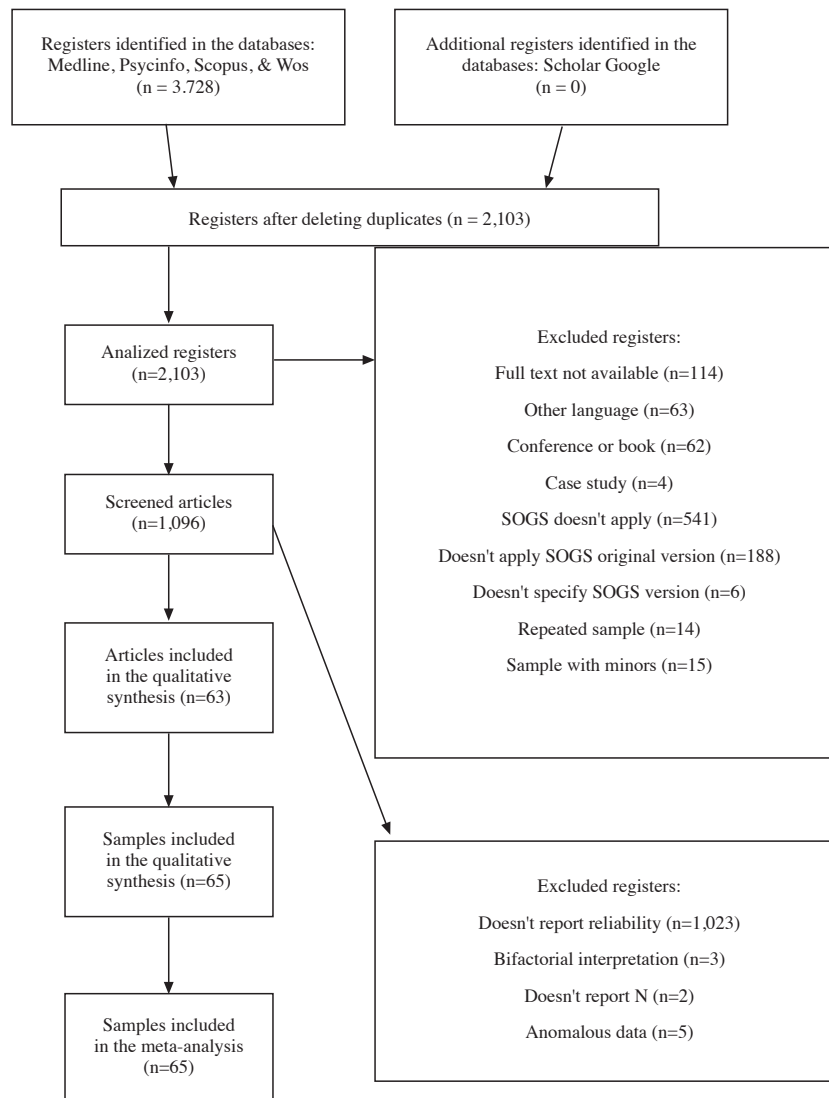 Registers identified in the databases:
Medline, Psycinfo, Scopus, & Wos
(n = 3.728)
Additional registers identified in the
databases: Scholar Google
(n = 0)
Registers after deleting duplicates (n = 2,103)
Analized registers
(n=2,103)
Excluded registers:
Full text not available (n=114)
Other language (n=63)
Conference or book (n=62)
Case study (n=4)
SOGS doesn't apply (n=541)
Doesn't apply SOGS original version (n=188)
Doesn't specify SOGS version (n=6)
Repeated sample (n=14)
Sample with minors (n=15)
Screened articles
(n=1,096)
Articles included
in the qualitative
synthesis (n=63)
Samples included
in the qualitative
synthesis (n=65)
Excluded registers:
Doesn't report reliability (n=1,023)
Bifactorial interpretation (n=3)
Doesn't report N (n=2)
Anomalous data (n=5)
Samples included
in the meta-analysis
(n=65)